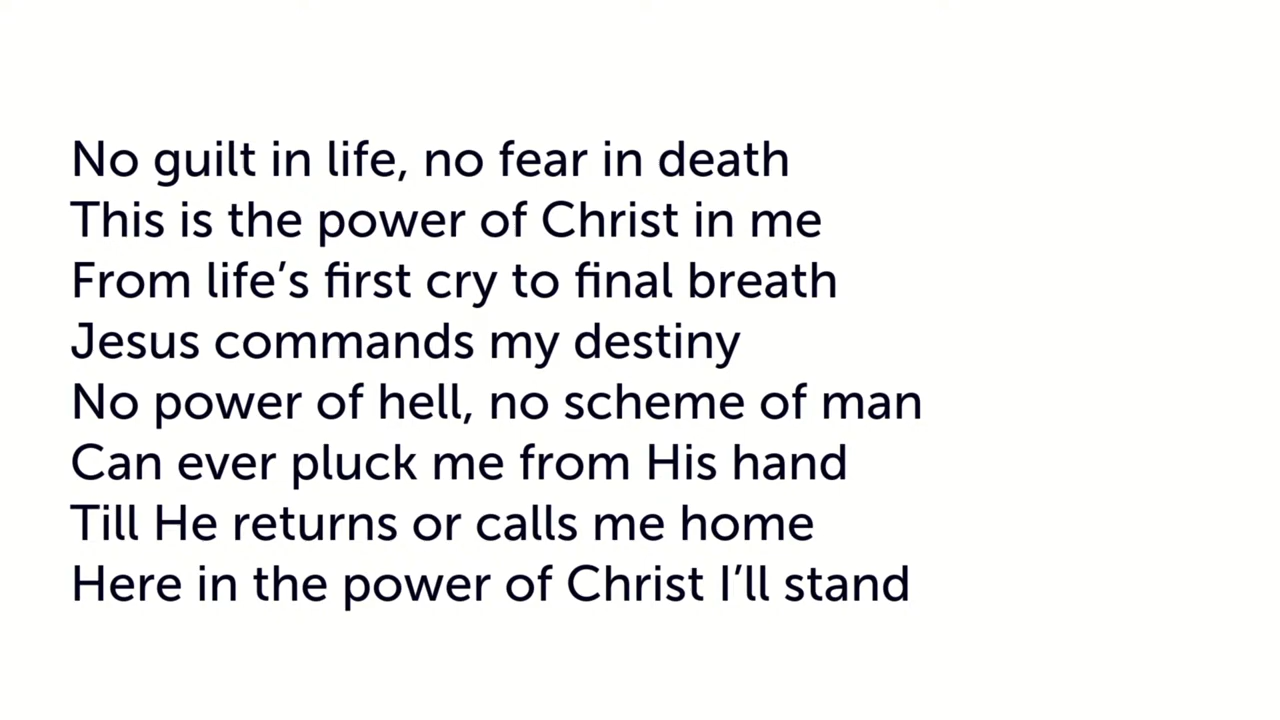 No guilt in life, no fear in death
This is the power of Christ in me
From life’s first cry to final breath
Jesus commands my destiny
No power of hell, no scheme of man
Can ever pluck me from His hand
Till He returns or calls me home
Here in the power of Christ I’ll stand